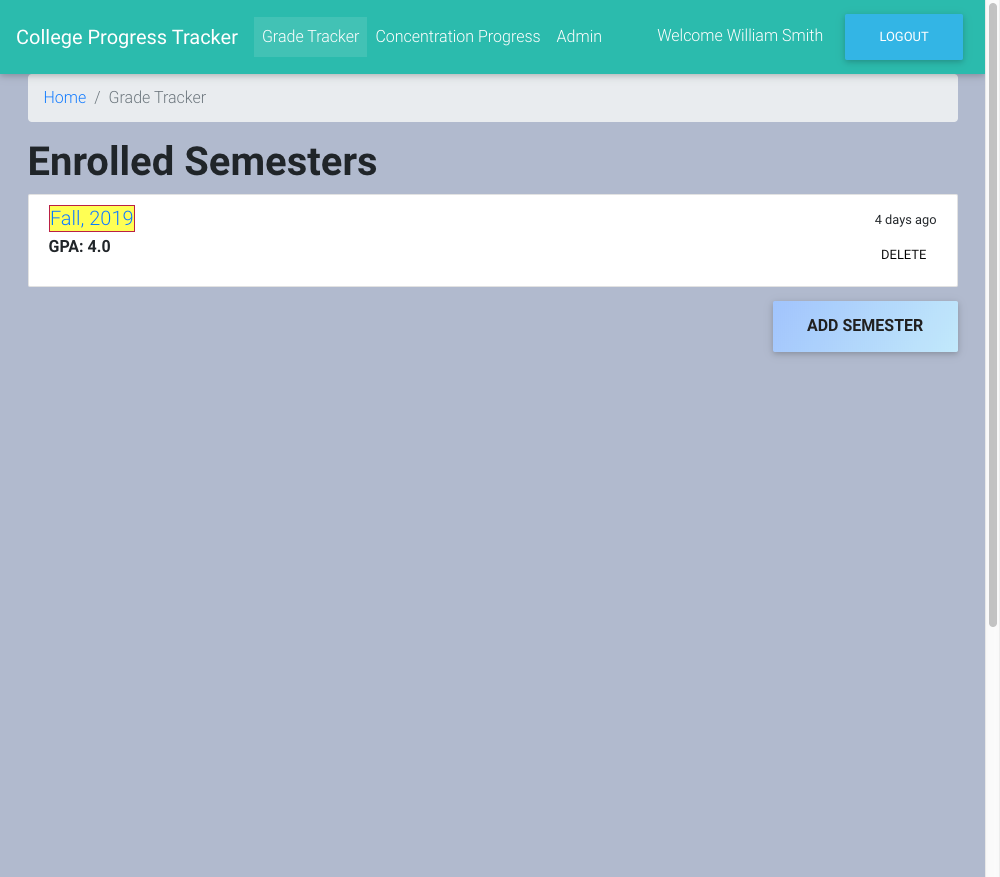 College Progress Tracker Grade Tracker Concentration Progress Admin Welcome William Smith LOGOUT
Home / Grade Tracker
Enrolled Semesters
Fall, 2019 4 days ago
GPA: 4.0
DELETE
ADD SEMESTER